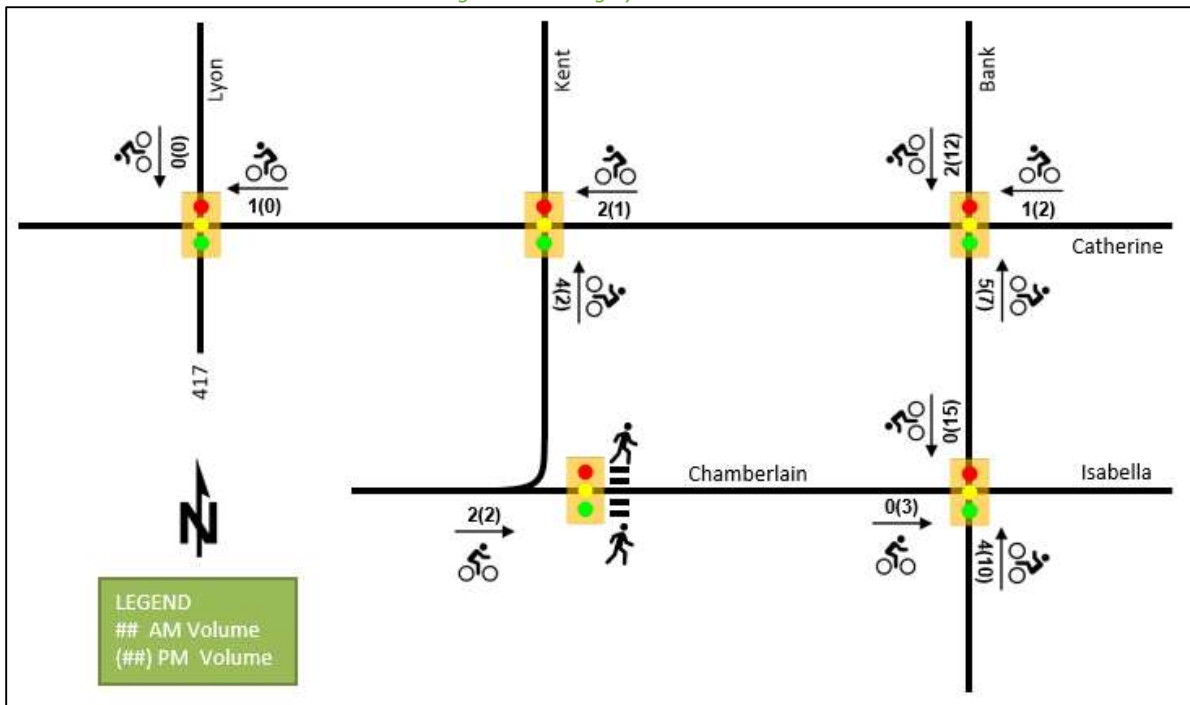 Lyon
Kent
Bank
0(0)
1(0)
2(1)
2(12)
1(2)
Catherine
4(2)
5(7)
417
0(15)
Chamberlain
Isabella
2(2)
0(3)
4(10)
N
LEGEND
## AM Volume
(##) PM Volume